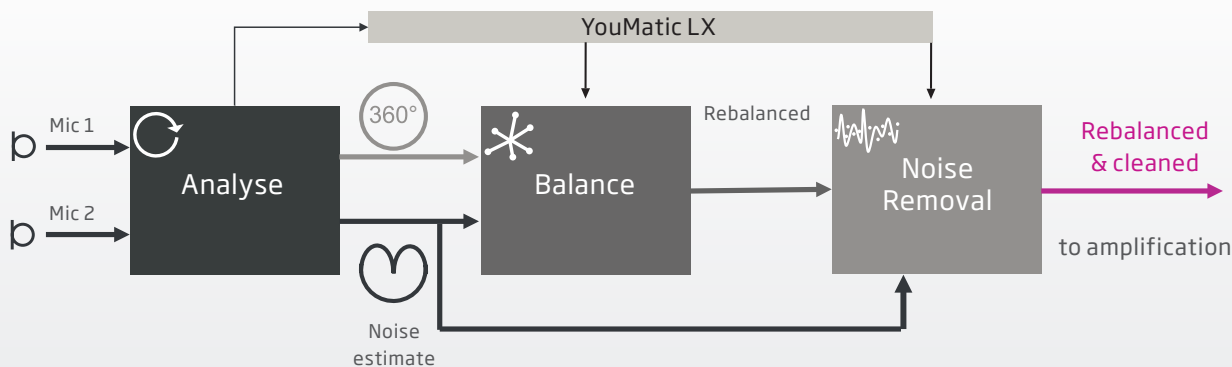 YouMatic LX
Mic 1
360°
Rebalanced
Analyse
Balance
Noise
Removal
Rebalanced
& cleaned
Mic 2
to amplification
Noise
estimate